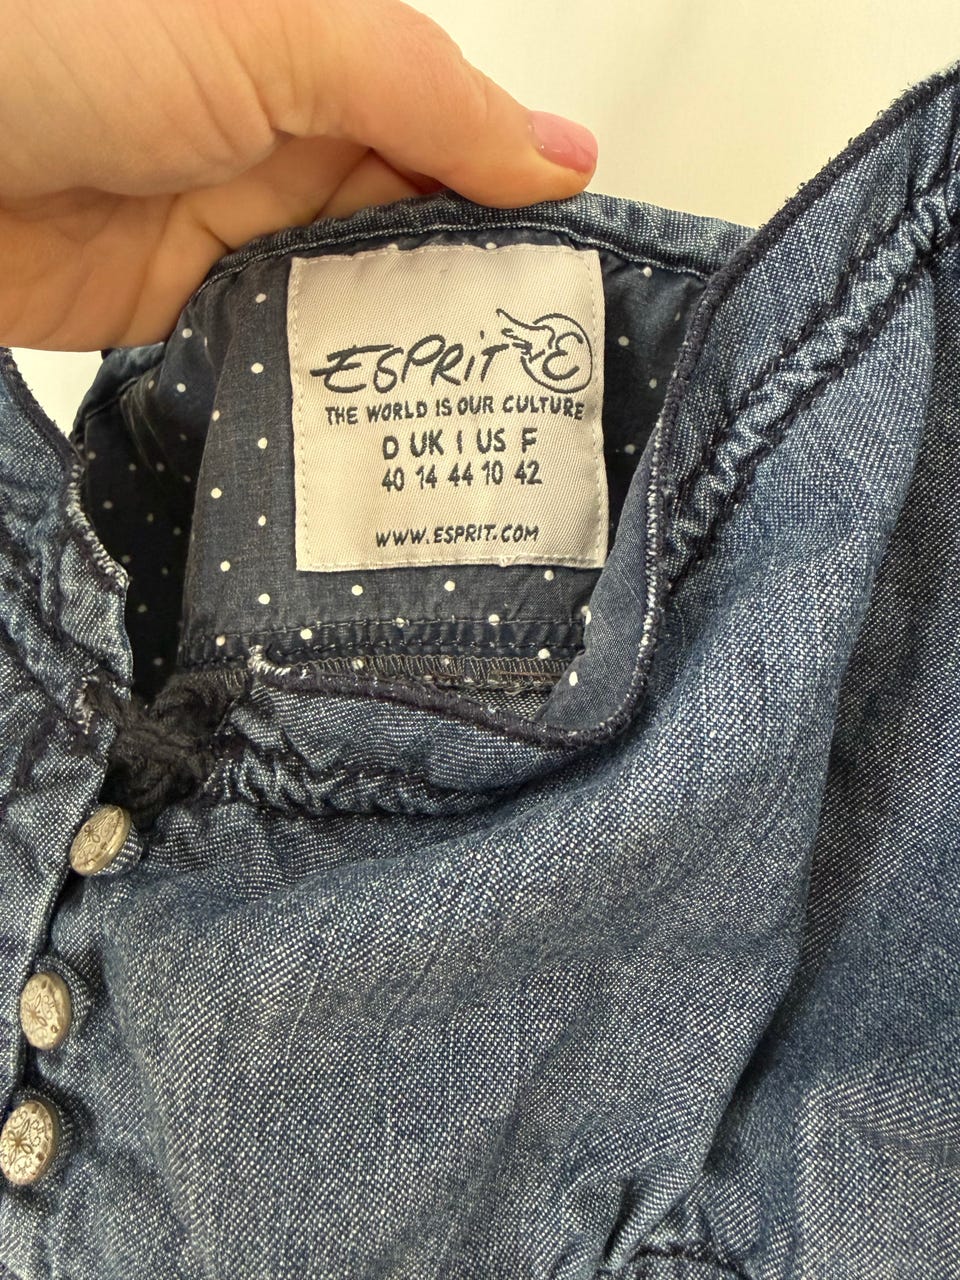 ESPRIT E
THE WORLD IS OUR CULTURE
D UK I US F
40 14 44 10 42
WWW.ESPRIT.COM